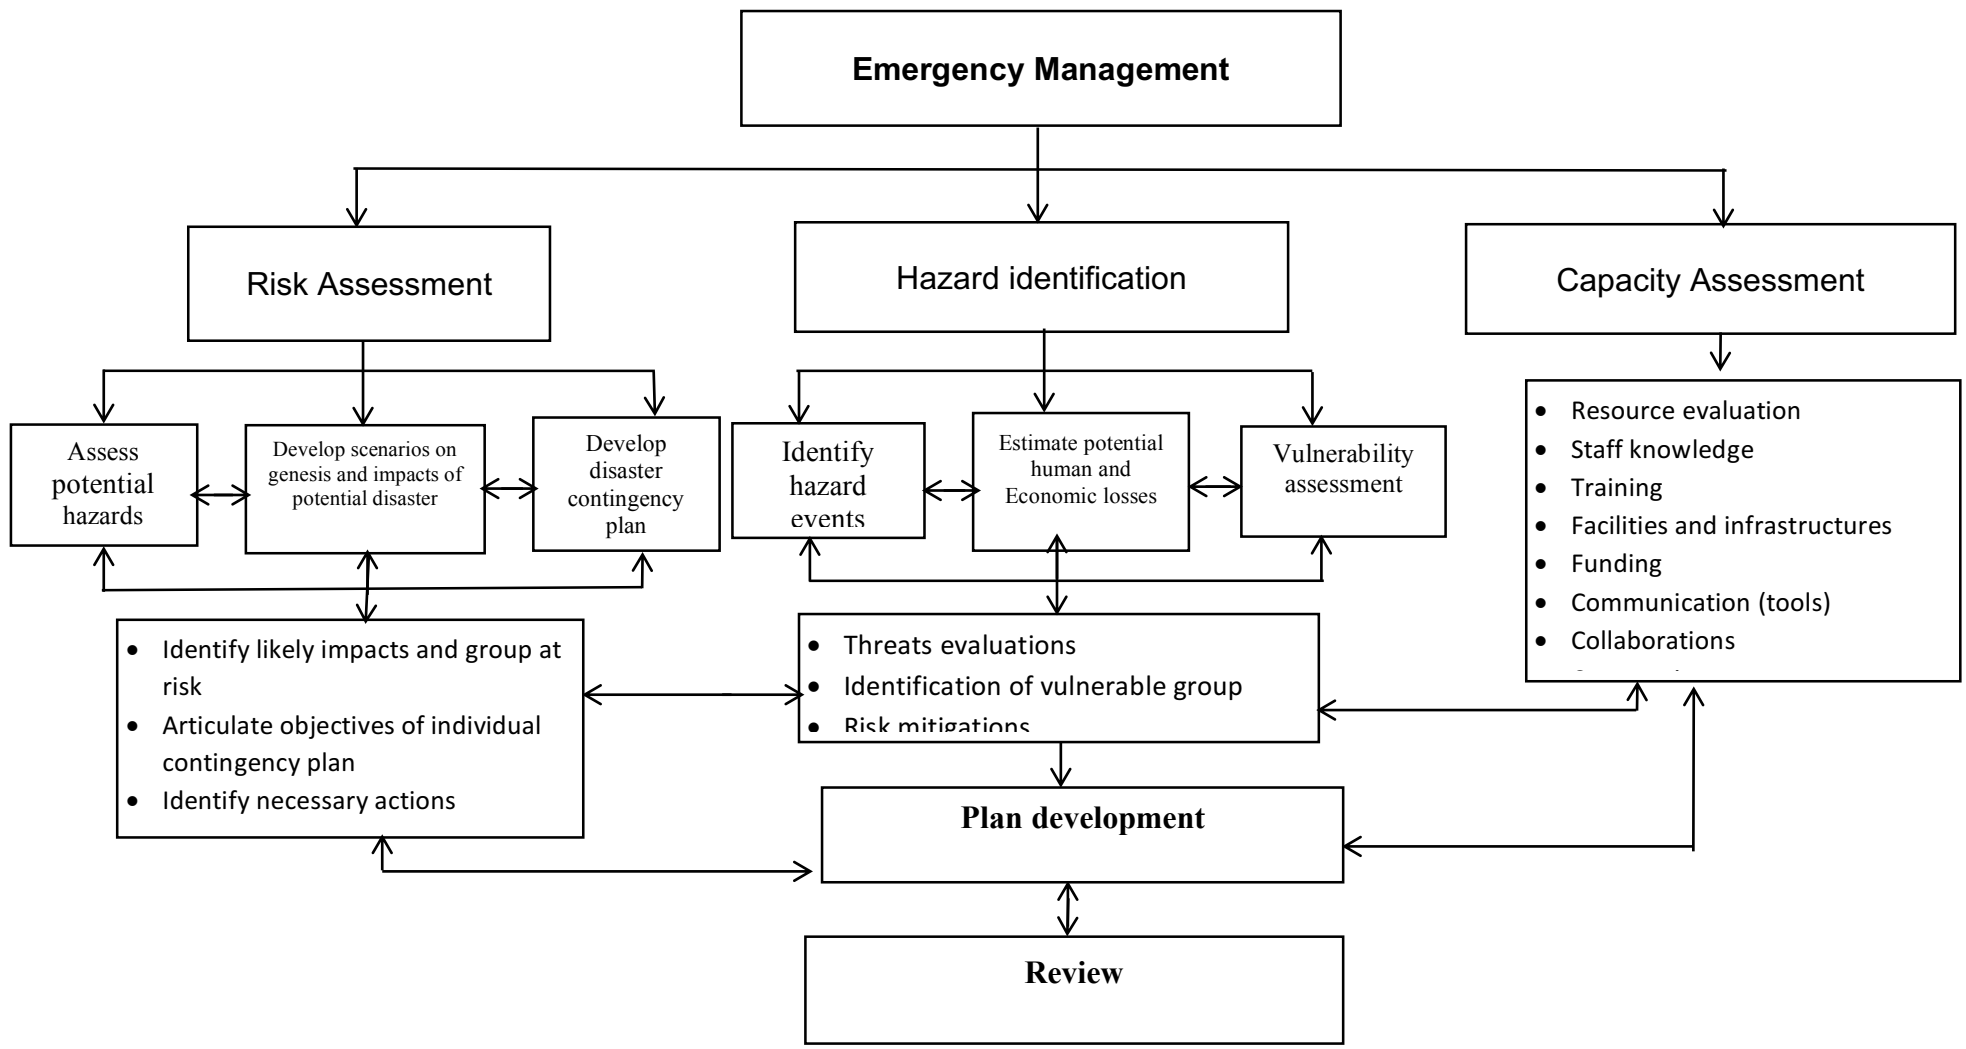 Emergency Management
Risk Assessment
Hazard identification
Capacity Assessment
Assess
potential
hazards
Develop scenarios on
genesis and impacts of
potential disaster
Develop
disaster
contingency
plan
Identify
hazard
events
Estimate potential
human and
Economic losses
Vulnerability
assessment
• Resource evaluation
• Staff knowledge
• Training
• Facilities and infrastructures
• Funding
• Communication (tools)
• Collaborations
• Identify likely impacts and group at
risk
• Articulate objectives of individual
contingency plan
• Identify necessary actions
• Threats evaluations
• Identification of vulnerable group
• Risk mitigations
Plan development
Review